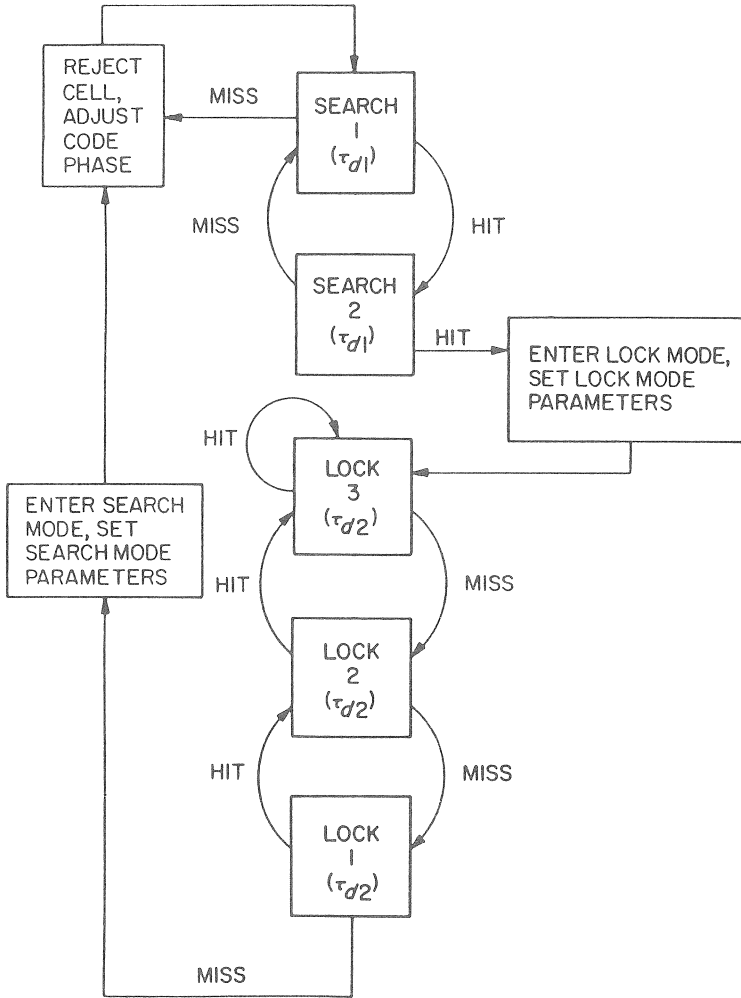 REJECT
CELL,
ADJUST
CODE
PHASE
MISS
SEARCH
1
(τd1)
MISS
HIT
SEARCH
2
(τd1)
HIT
ENTER LOCK MODE,
SET LOCK MODE
PARAMETERS
HIT
LOCK
3
(τd2)
ENTER SEARCH
MODE, SET
SEARCH MODE
PARAMETERS
HIT
MISS
LOCK
2
(τd2)
HIT
MISS
LOCK
1
(τd2)
MISS